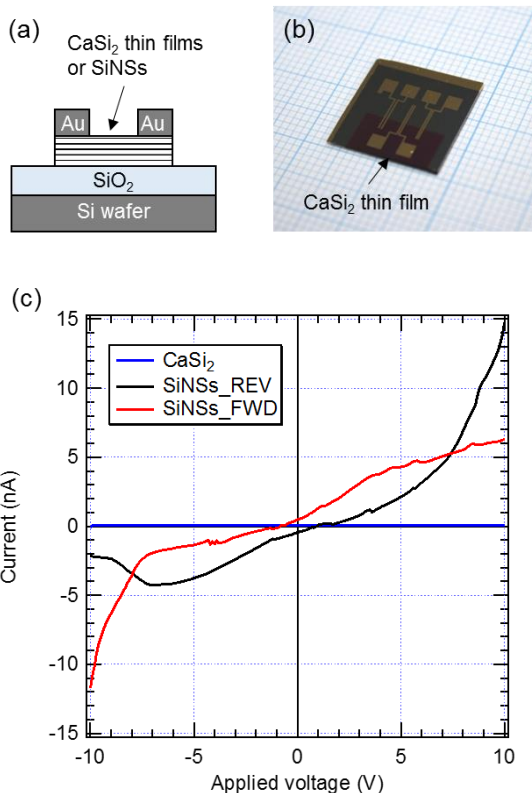 (a)
CaSi₂ thin films
or SiNSs
Au
Au
SiO₂
Si wafer
(b)
CaSi₂ thin film
(c)
15
10
5
0
-5
-10
-15
Current (nA)
CaSi₂
SiNSs_REV
SiNSs_FWD
-10
-5
0
5
10
Applied voltage (V)